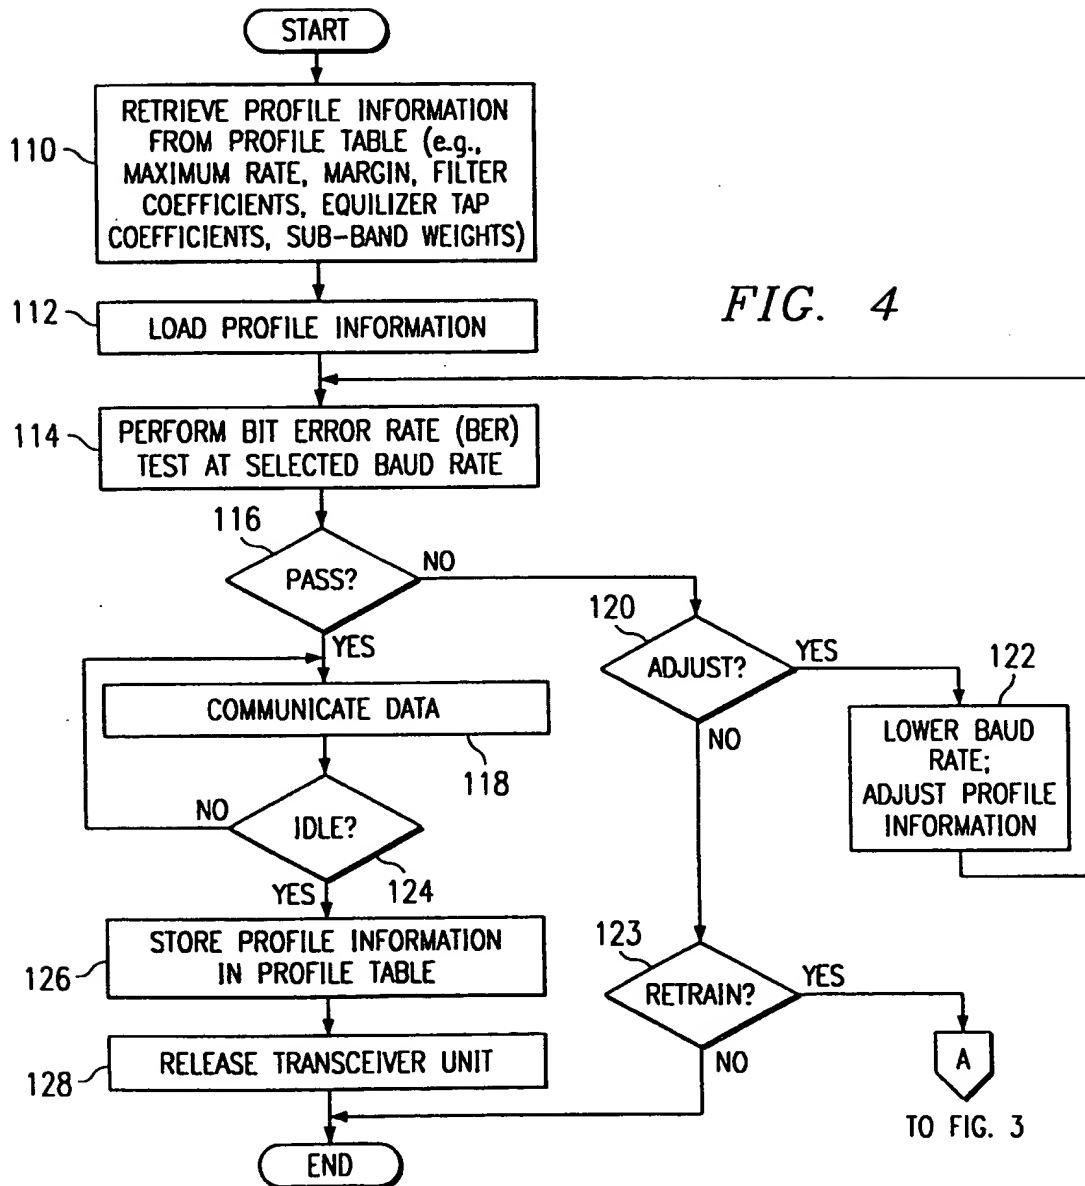 START
110
RETRIEVE PROFILE INFORMATION
FROM PROFILE TABLE (e.g.,
MAXIMUM RATE, MARGIN, FILTER
COEFFICIENTS, EQUILIZER TAP
COEFFICIENTS, SUB-BAND WEIGHTS)
112
LOAD PROFILE INFORMATION
FIG. 4
114
PERFORM BIT ERROR RATE (BER)
TEST AT SELECTED BAUD RATE
116
PASS?
NO
YES
120
ADJUST?
YES
NO
122
LOWER BAUD
RATE;
ADJUST PROFILE
INFORMATION
COMMUNICATE DATA
118
IDLE?
NO
124
YES
126
STORE PROFILE INFORMATION
IN PROFILE TABLE
123
RETRAIN?
YES
NO
A
TO FIG. 3
128
RELEASE TRANSCEIVER UNIT
END